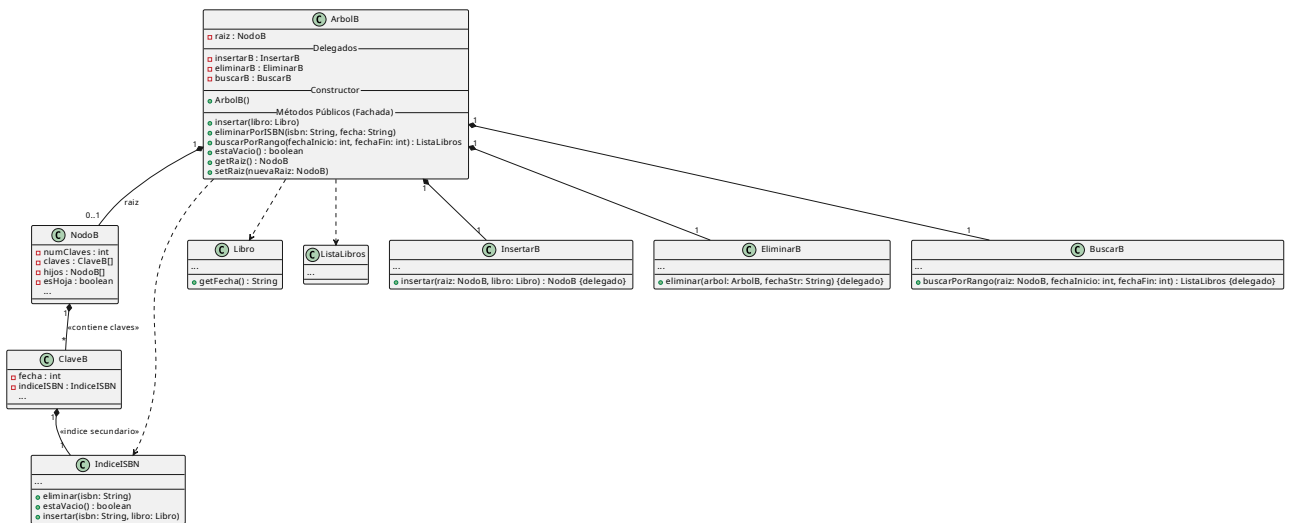 C ArbolB
raiz : NodoB
Delegados
insertarB : InsertarB
eliminarB : EliminarB
buscarB : BuscarB
Constructor
ArbolB()
Métodos Públicos (Fachada)
insertar(libro: Libro)
eliminarPorISBN(isbn: String, fecha: String)
buscarPorRango(fechaInicio: int, fechaFin: int) : ListaLibros
estaVacio() : boolean
getRaiz() : NodoB
setRaiz(nuevaRaiz: NodoB)
1
1
1
1
raiz
0..1
1
1
1
C NodoB
numClaves : int
claves : ClaveB[]
hijos : NodoB[]
esHoja : boolean
...
C Libro
...
getFecha() : String
C ListaLibros
...
C InsertarB
...
insertar(raiz: NodoB, libro: Libro) : NodoB {delegado}
C EliminarB
...
eliminar(arbol: ArbolB, fechaStr: String) {delegado}
C BuscarB
...
buscarPorRango(raiz: NodoB, fechaInicio: int, fechaFin: int) : ListaLibros {delegado}
1
«contiene claves»
*
C ClaveB
fecha : int
indiceISBN : IndiceISBN
...
1
«indice secundario»
1
C IndiceISBN
...
eliminar(isbn: String)
estaVacio() : boolean
insertar(isbn: String, libro: Libro)